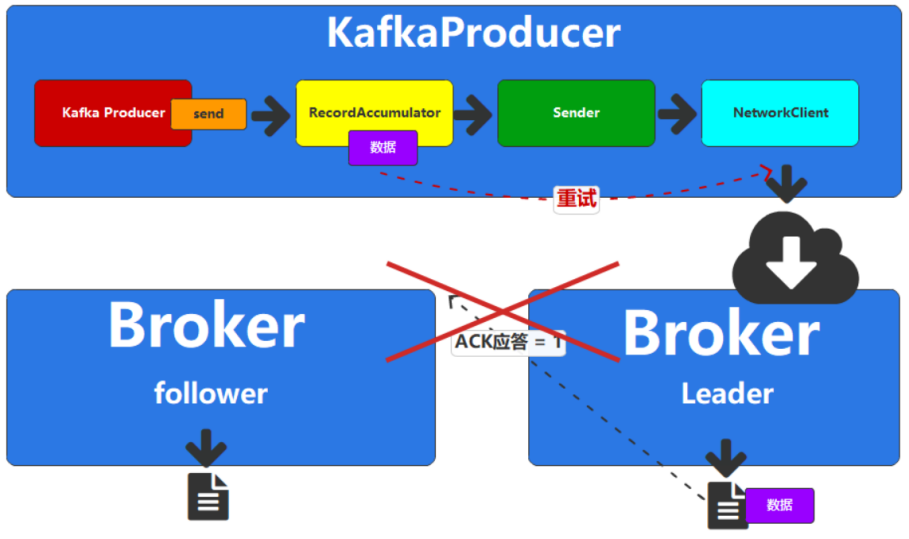 KafkaProducer
Kafka Producer
send
RecordAccumulator
Sender
NetworkClient
数据
重试
Broker
follower
ACK应答 = 1
Broker
Leader
数据